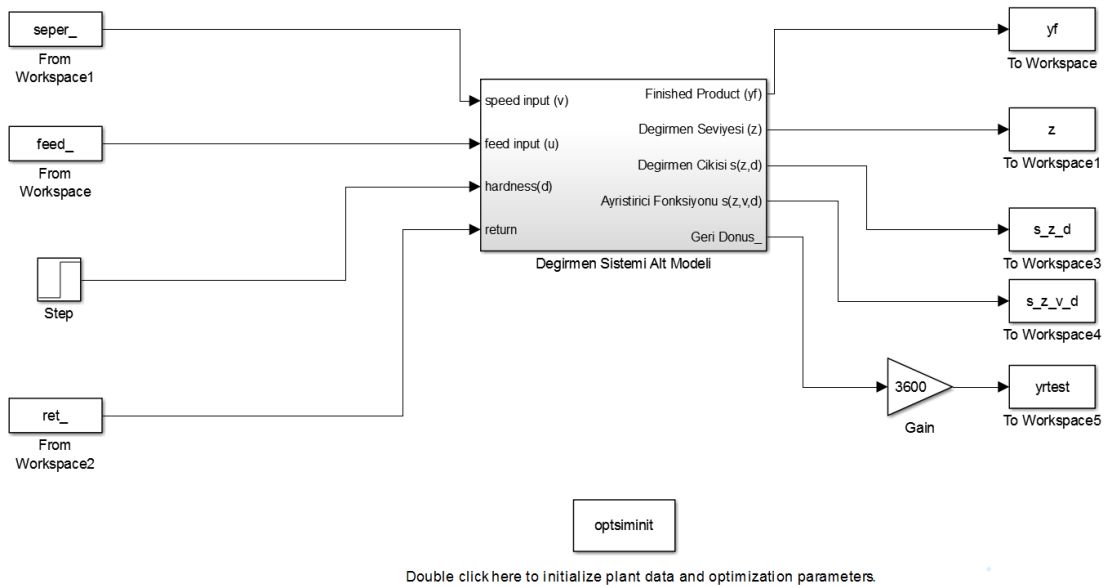 seper_
From
Workspace1
feed_
From
Workspace
Step
ret_
From
Workspace2
speed input (v)
feed input (u)
hardness(d)
return
Finished Product (yf)
Degirmen Seviyesi (z)
Degirmen Cikisi s(z,d)
Ayristirici Fonksiyonu s(z,v,d)
Geri Donus_
Degirmen Sistemi Alt Modeli
yf
To Workspace
z
To Workspace1
s_z_d
To Workspace3
s_z_v_d
To Workspace4
3600
Gain
yrtest
To Workspace5
optsiminit
Double click here to initialize plant data and optimization parameters.